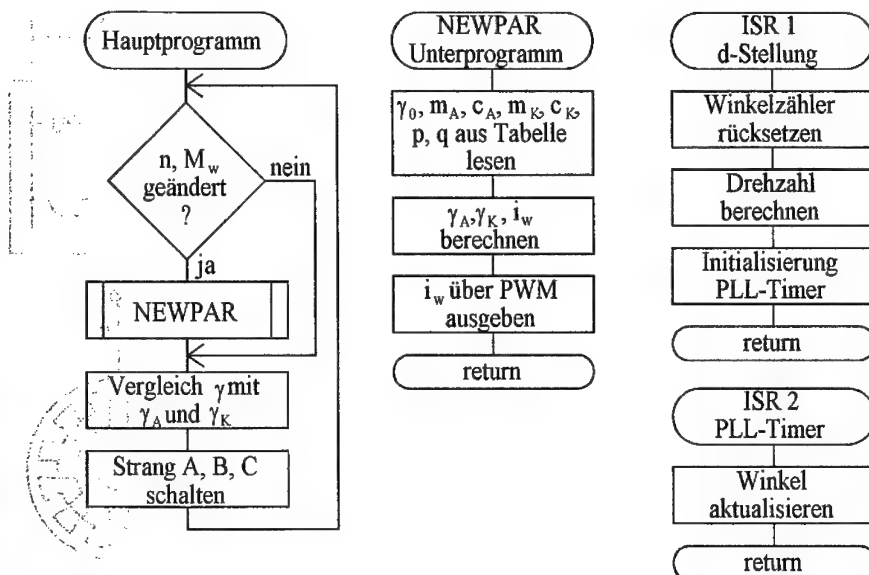 Hauptprogramm
n, M_w
geändert
?
nein
ja
NEWPAR
Vergleich γ mit
γ_A und γ_K
Strang A, B, C
schalten
NEWPAR
Unterprogramm
γ_0, m_A, c_A, m_K, c_K,
p, q aus Tabelle
lesen
γ_A, γ_K, i_w
berechnen
i_w über PWM
ausgeben
return
ISR 1
d-Stellung
Winkelzähler
rücksetzen
Drehzahl
berechnen
Initialisierung
PLL-Timer
return
ISR 2
PLL-Timer
Winkel
aktualisieren
return